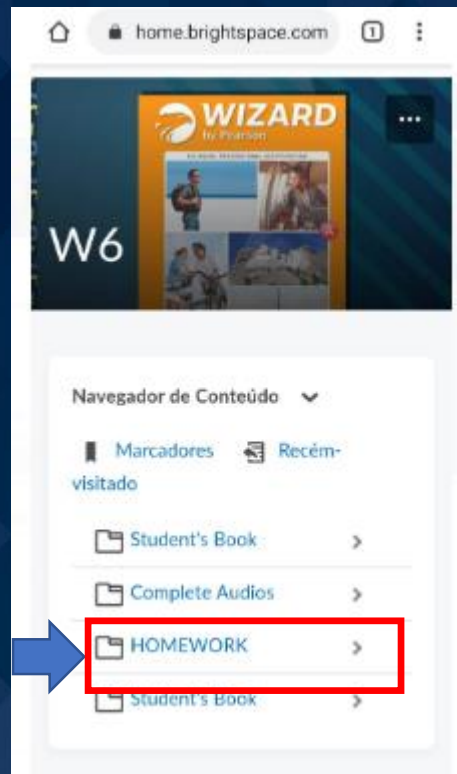 home.brightspace.com 1
WIZARD
by Pearson
W6
Navegador de Conteúdo
Marcadores Recém-
visitado
Student's Book
Complete Audios
HOMEWORK
Student's Book